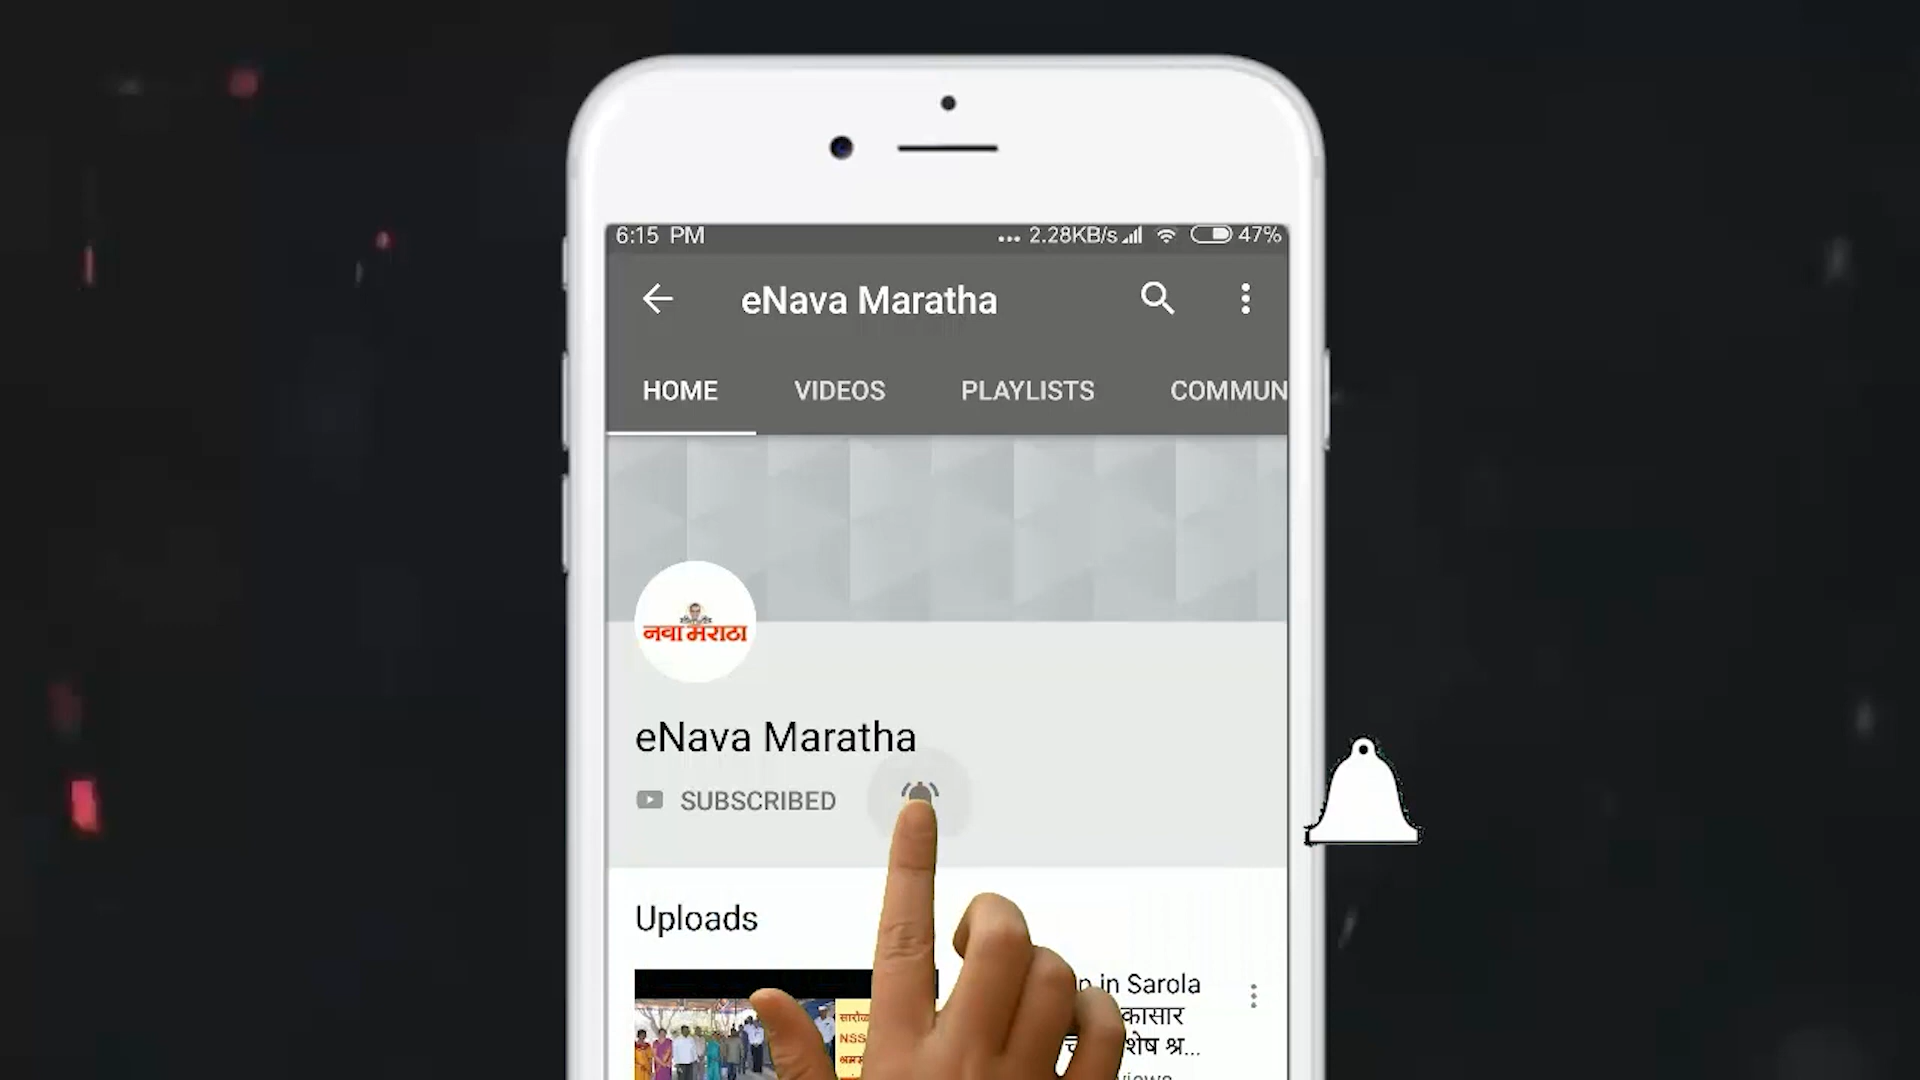 6:15 PM
... 2.28KB/s 47%
eNava Maratha
HOME VIDEOS PLAYLISTS COMMUN
नवा मराठा
eNava Maratha
SUBSCRIBED
Uploads
in Sarola
कासार
शेष श्र...
NSS